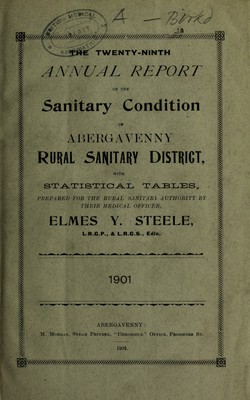 A - Books
THE TWENTY-NINTH
ANNUAL REPORT
ON THE
Sanitary Condition
OF
ABERGAVENNY
RURAL SANITARY DISTRICT,
WITH
STATISTICAL TABLES,
PREPARED FOR THE RURAL SANITARY AUTHORITY BY
THEIR MEDICAL OFFICER,
ELMES Y. STEELE,
L.R.C.P., & L.R.C.S., Edin.
1901
ABERGAVENNY:
M. MORGAN, STEAM PRINTER, "CHRONICLE" OFFICE, FROGMORE ST.
1902.